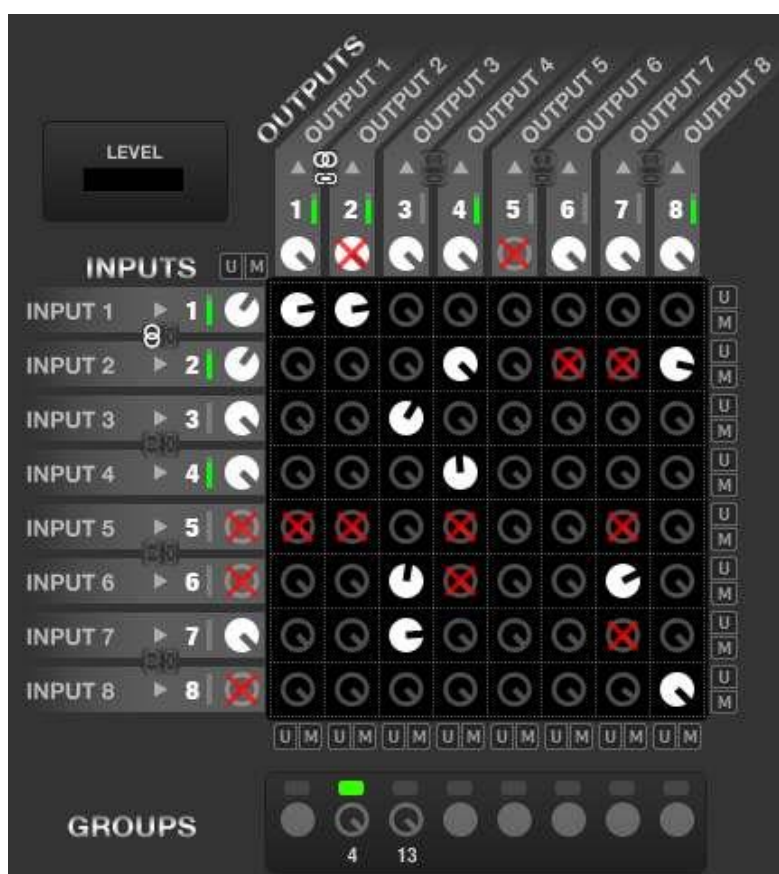 OUTPUTS
OUTPUT 1
OUTPUT 2
OUTPUT 3
OUTPUT 4
OUTPUT 5
OUTPUT 6
OUTPUT 7
OUTPUT 8
LEVEL
1 2 3 4 5 6 7 8
INPUTS U M
INPUT 1 1 U
M
INPUT 2 2 U
M
INPUT 3 3 U
M
INPUT 4 4 U
M
INPUT 5 5 U
M
INPUT 6 6 U
M
INPUT 7 7 U
M
INPUT 8 8 U
M
U M U M U M U M U M U M U M U M
GROUPS
4 13